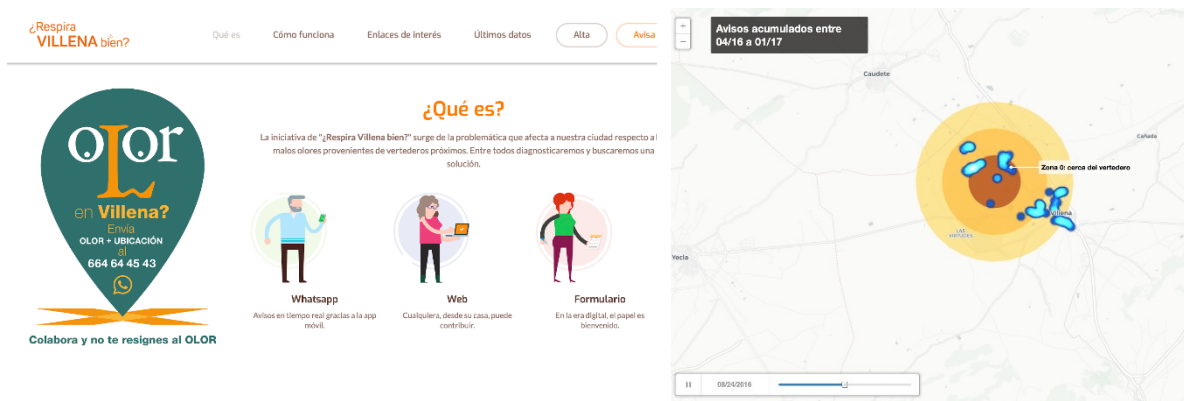 ¿Respira
VILLENA bien?
Qué es
Cómo funciona
Enlaces de interés
Últimos datos
Alta
Avisa
OLOR
en Villena?
Envía
OLOR + UBICACIÓN
al
664 64 45 43
Colabora y no te resignes al OLOR
¿Qué es?
La iniciativa de "¿Respira Villena bien?" surge de la problemática que afecta a nuestra ciudad respecto a l
malos olores provenientes de vertederos próximos. Entre todos diagnosticaremos y buscaremos una
solución.
Whatsapp
Avisos en tiempo real gracias a la app
móvil.
Web
Cualquiera, desde su casa, puede
contribuir.
Formulario
En la era digital, el papel es
bienvenido.
+
−
Avisos acumulados entre
04/16 a 01/17
Caudete
Cañada
Zona 0: cerca del vertedero
Villena
LAS
VIRTUDES
Yecla
08/24/2016